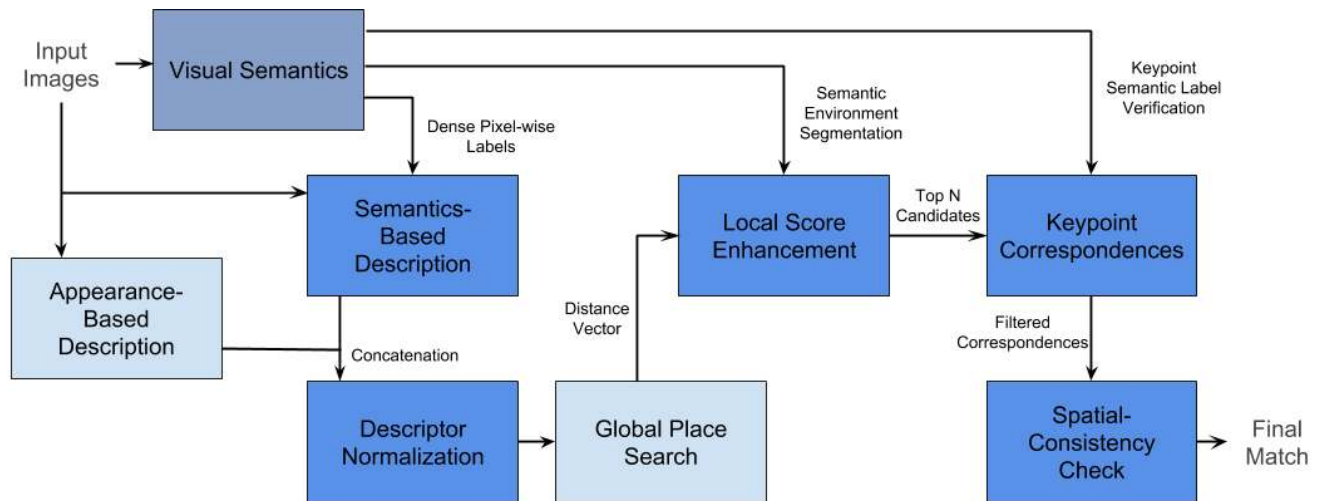 Input
Images
Visual Semantics
Dense Pixel-wise
Labels
Semantic
Environment
Segmentation
Keypoint
Semantic Label
Verification
Semantics-
Based
Description
Local Score
Enhancement
Top N
Candidates
Keypoint
Correspondences
Appearance-
Based
Description
Concatenation
Distance
Vector
Filtered
Correspondences
Descriptor
Normalization
Global Place
Search
Spatial-
Consistency
Check
Final
Match